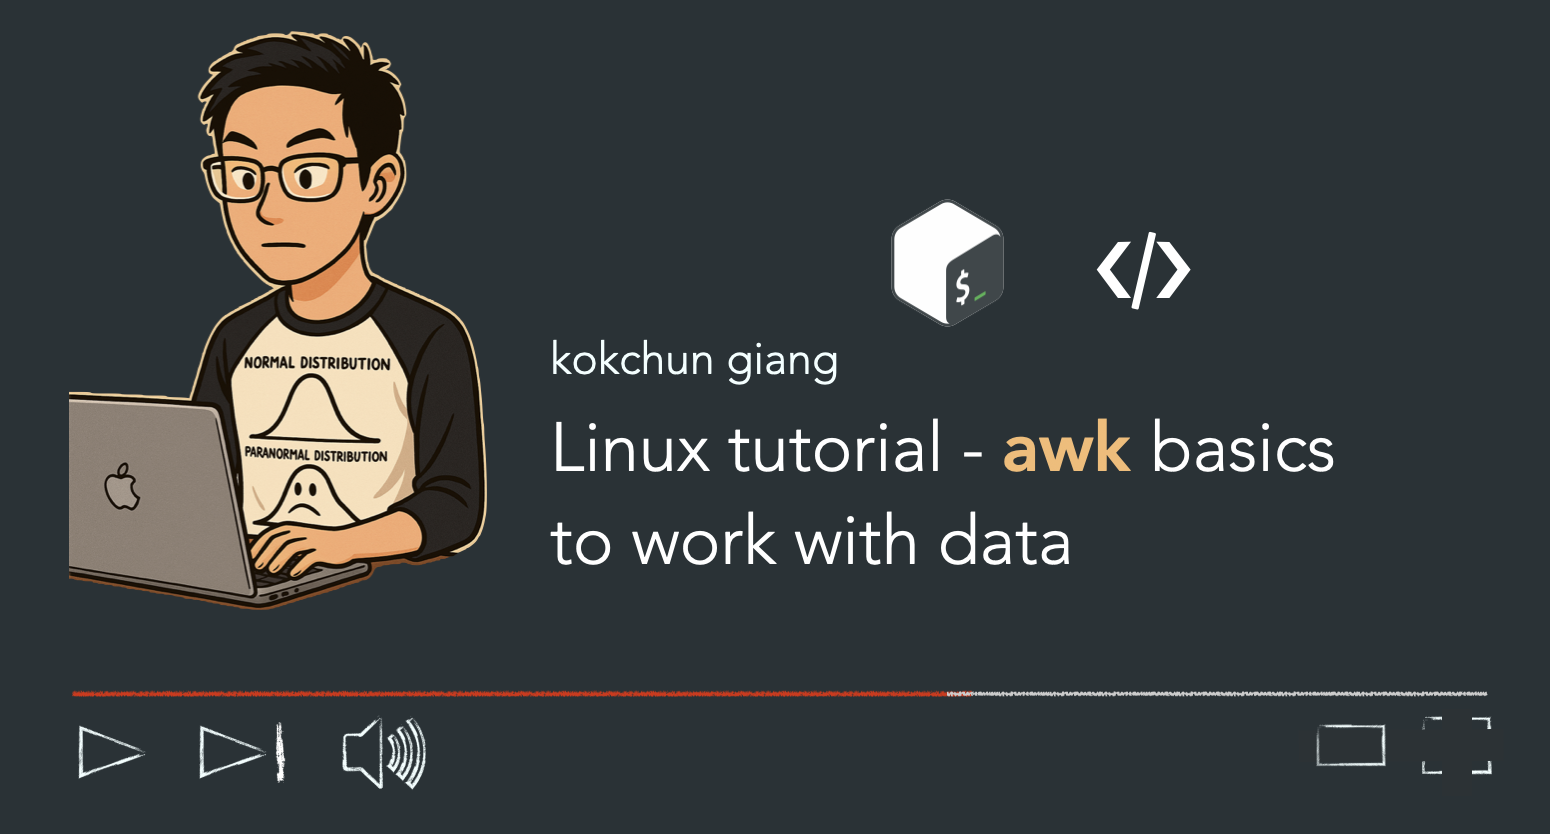 NORMAL DISTRIBUTION
PARANORMAL DISTRIBUTION
$_
kokchun giang
Linux tutorial - awk basics
to work with data